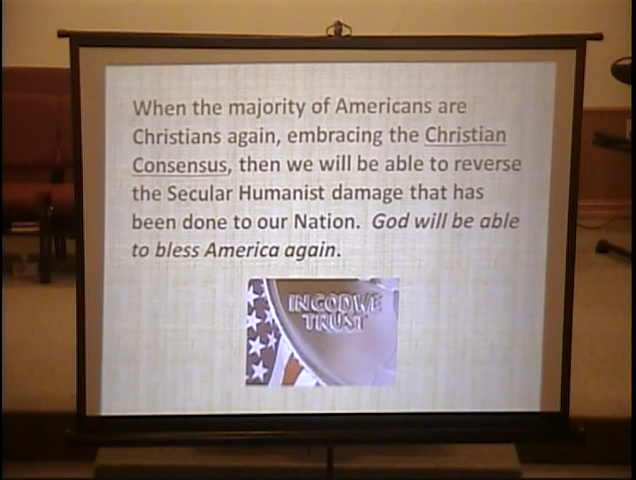 When the majority of Americans are
Christians again, embracing the Christian
Consensus, then we will be able to reverse
the Secular Humanist damage that has
been done to our Nation.  God will be able
to bless America again.
IN GOD WE
TRUST